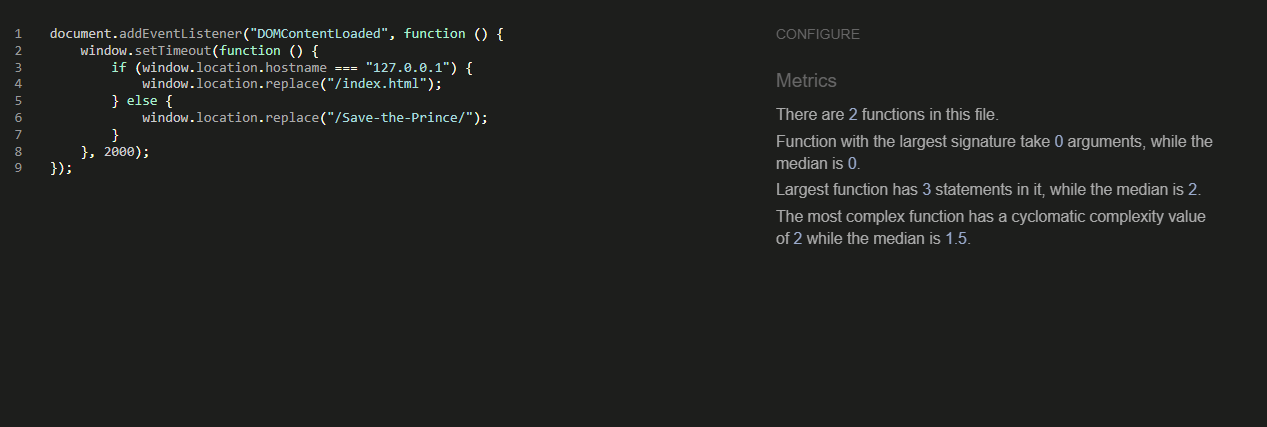 1 document.addEventListener("DOMContentLoaded", function () {
2 window.setTimeout(function () {
3 if (window.location.hostname === "127.0.0.1") {
4 window.location.replace("/index.html");
5 } else {
6 window.location.replace("/Save-the-Prince/");
7 }
8 }, 2000);
9 });
CONFIGURE
Metrics
There are 2 functions in this file.
Function with the largest signature take 0 arguments, while the
median is 0.
Largest function has 3 statements in it, while the median is 2.
The most complex function has a cyclomatic complexity value
of 2 while the median is 1.5.